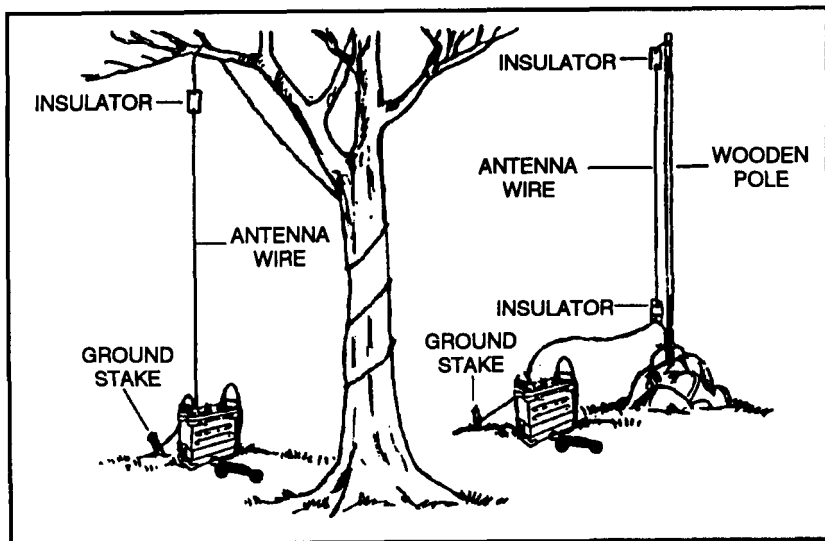 INSULATOR
ANTENNA
WIRE
GROUND
STAKE
INSULATOR
ANTENNA
WIRE
WOODEN
POLE
INSULATOR
GROUND
STAKE